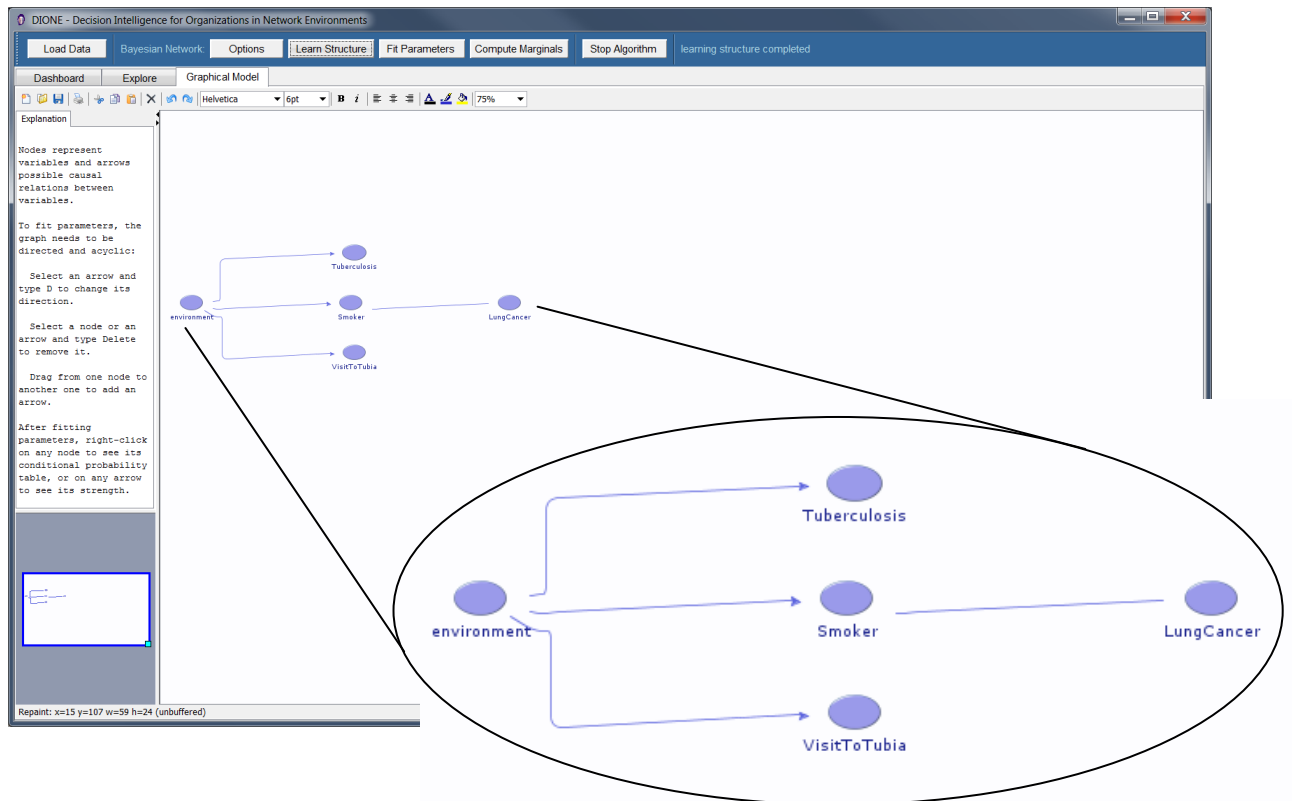 DIONE - Decision Intelligence for Organizations in Network Environments
Load Data
Bayesian Network:
Options
Learn Structure
Fit Parameters
Compute Marginals
Stop Algorithm
learning structure completed
Dashboard
Explore
Graphical Model
Helvetica
6pt
B
i
75%
Explanation
Nodes represent
variables and arrows
possible causal
relations between
variables.
To fit parameters, the
graph needs to be
directed and acyclic:
Select an arrow and
type D to change its
direction.
Select a node or an
arrow and type Delete
to remove it.
Drag from one node to
another one to add an
arrow.
After fitting
parameters, right-click
on any node to see its
conditional probability
table, or on any arrow
to see its strength.
Tuberculosis
environment
Smoker
LungCancer
VisitToTubia
Tuberculosis
environment
Smoker
LungCancer
VisitToTubia
Repaint: x=15 y=107 w=59 h=24 (unbuffered)